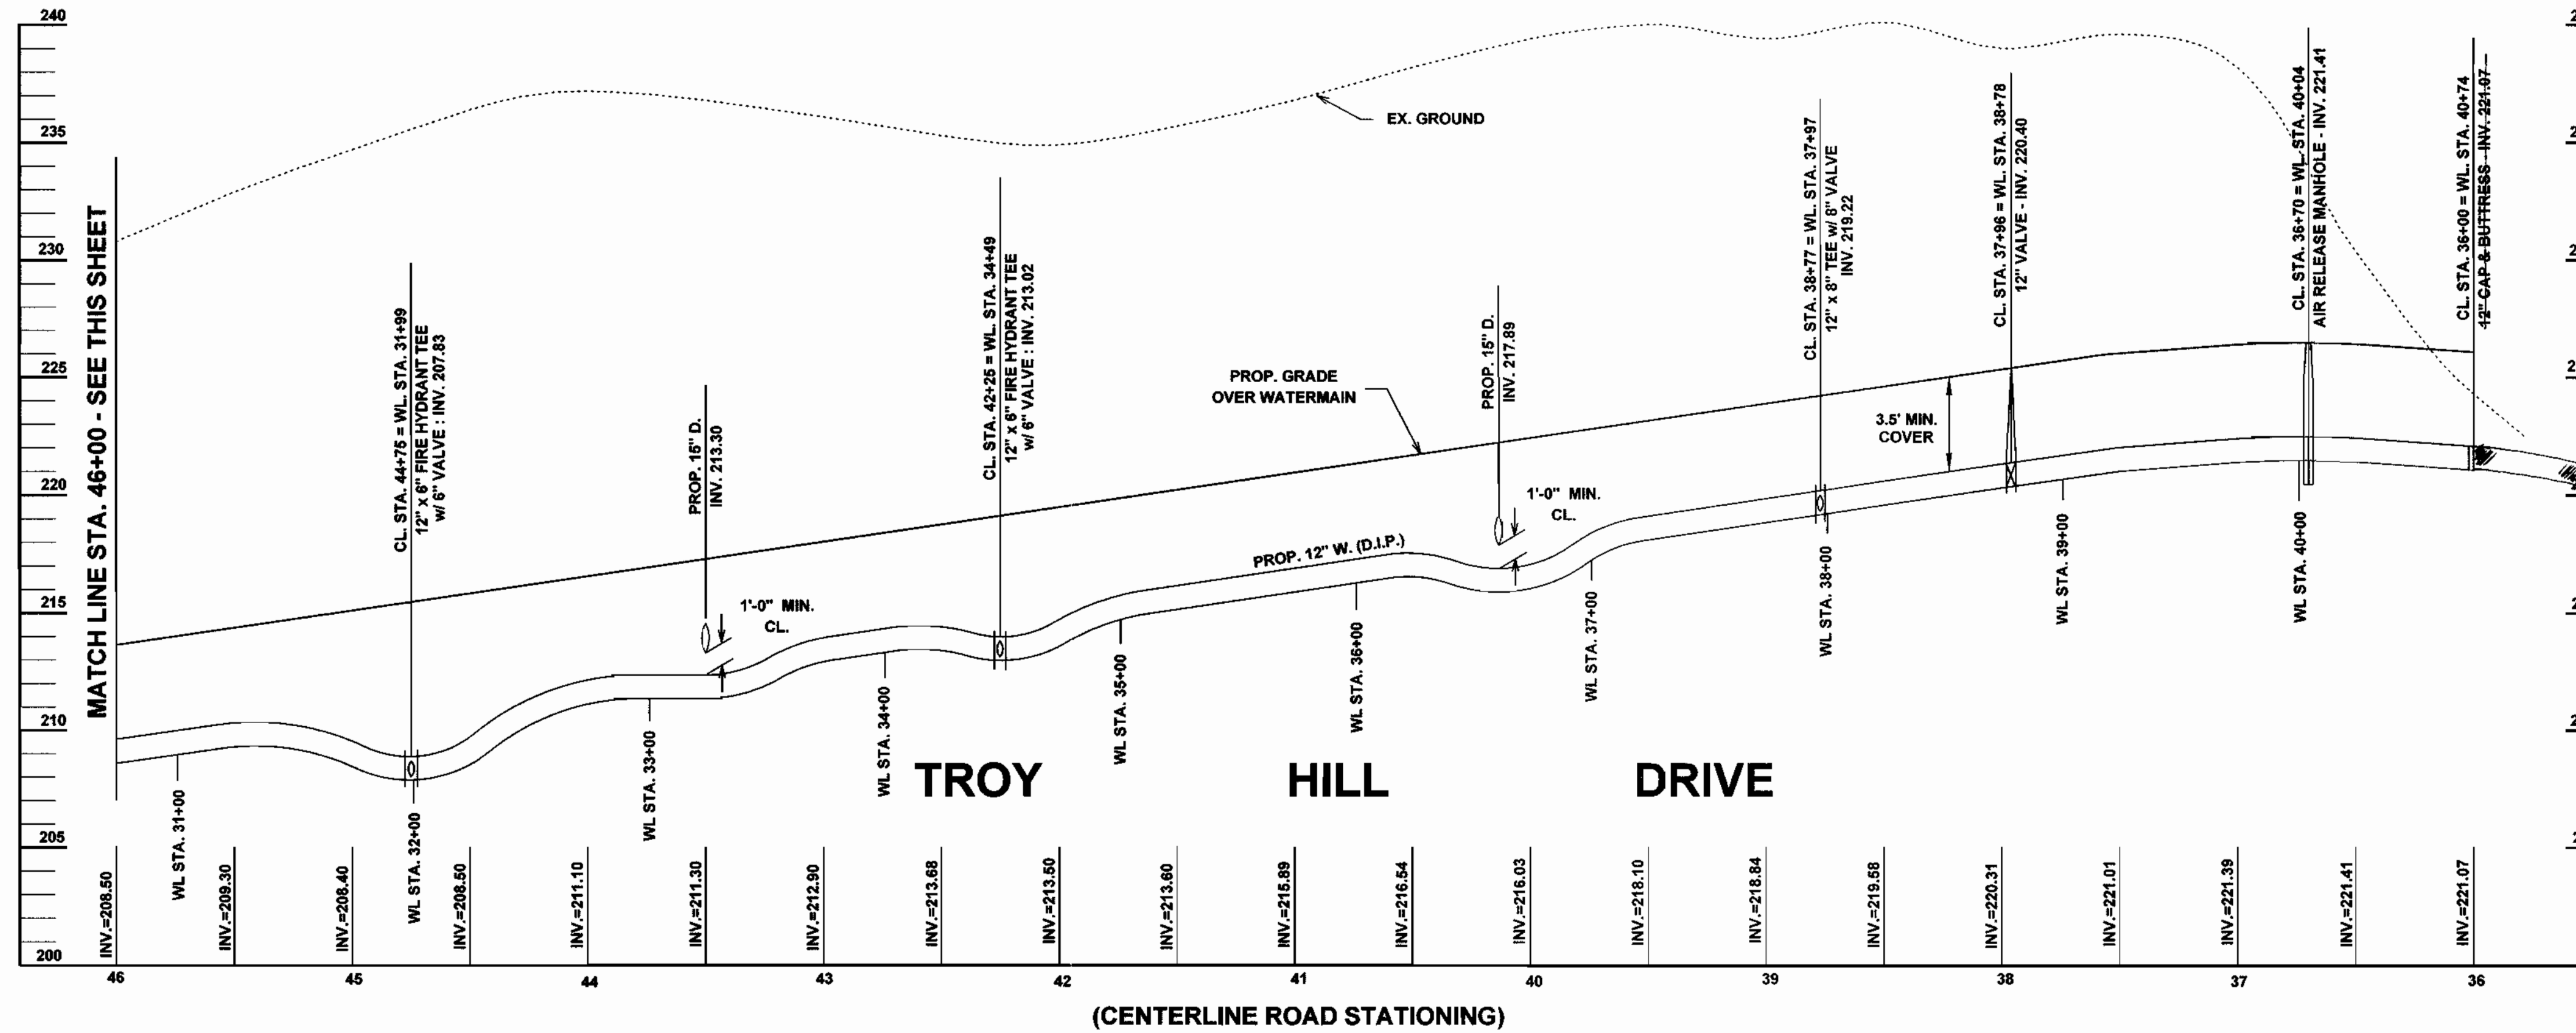 240
235
230
225
220
215
210
205
200
MATCH LINE STA. 46+00 - SEE THIS SHEET
CL. STA. 44+75 = WL. STA. 31+99
12" x 6" FIRE HYDRANT TEE
w/ 6" VALVE : INV. 207.83
PROP. 15" D.
INV. 213.30
1'-0" MIN.
CL.
CL. STA. 42+25 = WL. STA. 34+49
12" x 6" FIRE HYDRANT TEE
w/ 6" VALVE : INV. 213.02
EX. GROUND
PROP. GRADE
OVER WATERMAIN
PROP. 12" W. (D.I.P.)
PROP. 15" D.
INV. 217.89
1'-0" MIN.
CL.
CL. STA. 38+77 = WL. STA. 37+97
12" x 8" TEE w/ 8" VALVE
INV. 219.22
3.5' MIN.
COVER
CL. STA. 37+96 = WL. STA. 38+78
12" VALVE - INV. 220.40
CL. STA. 36+70 = WL. STA. 40+04
AIR RELEASE MANHOLE - INV. 221.41
CL. STA. 36+00 = WL. STA. 40+74
12" CAP & BUTTRESS - INV. 221.07
WL STA. 31+00
WL STA. 32+00
WL STA. 33+00
WL STA. 34+00
WL STA. 35+00
WL STA. 36+00
WL STA. 37+00
WL STA. 38+00
WL STA. 39+00
WL STA. 40+00
TROY HILL DRIVE
INV.=208.50
INV.=209.30
INV.=208.40
INV.=208.50
INV.=211.10
INV.=211.30
INV.=212.90
INV.=213.68
INV.=213.50
INV.=213.60
INV.=215.89
INV.=216.54
INV.=216.03
INV.=218.10
INV.=218.84
INV.=219.58
INV.=220.31
INV.=221.01
INV.=221.39
INV.=221.41
INV.=221.07
46 45 44 43 42 41 40 39 38 37 36
(CENTERLINE ROAD STATIONING)